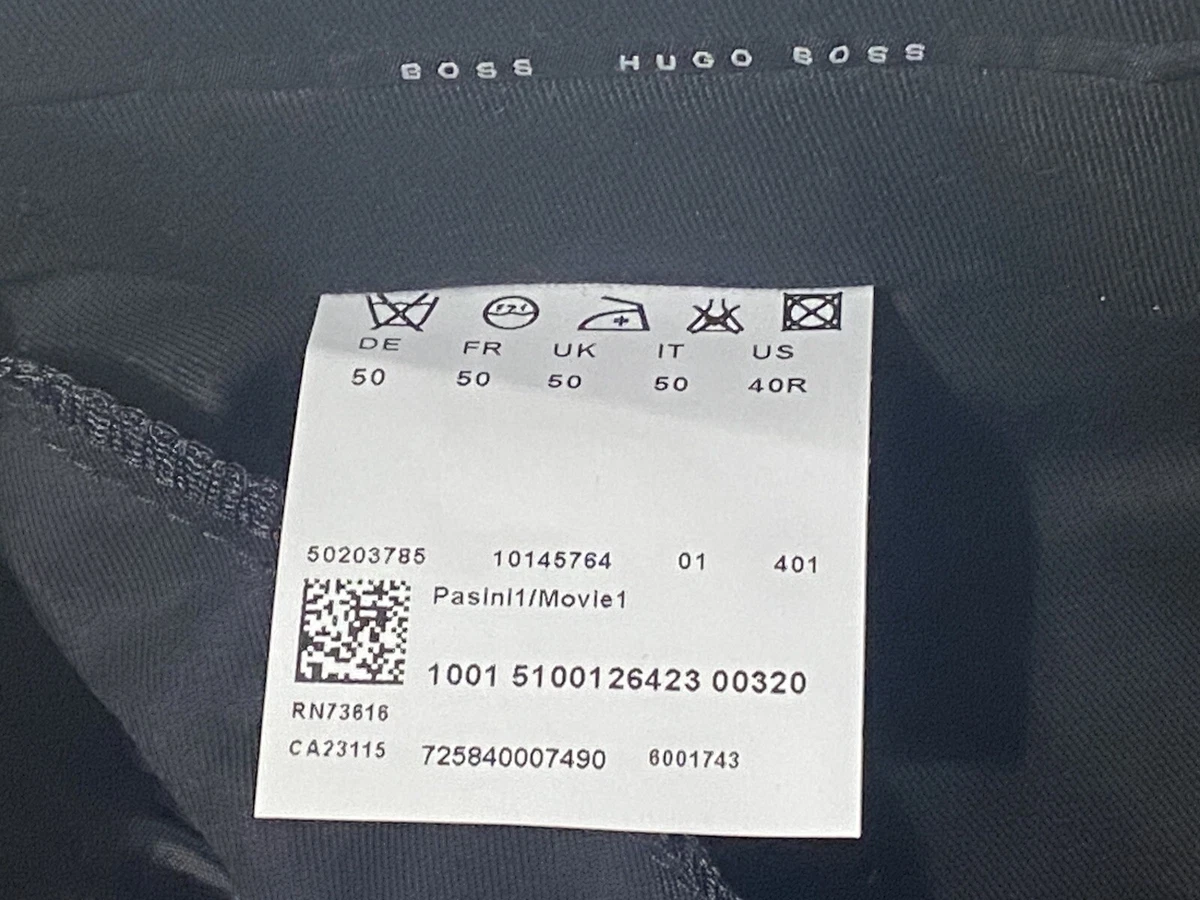 BOSS HUGO BOSS
DE FR UK IT US
50 50 50 50 40R
50203785 10145764 01 401
Pasini1/Movie1
1001 5100126423 00320
RN73616
CA23115 725840007490 6001743